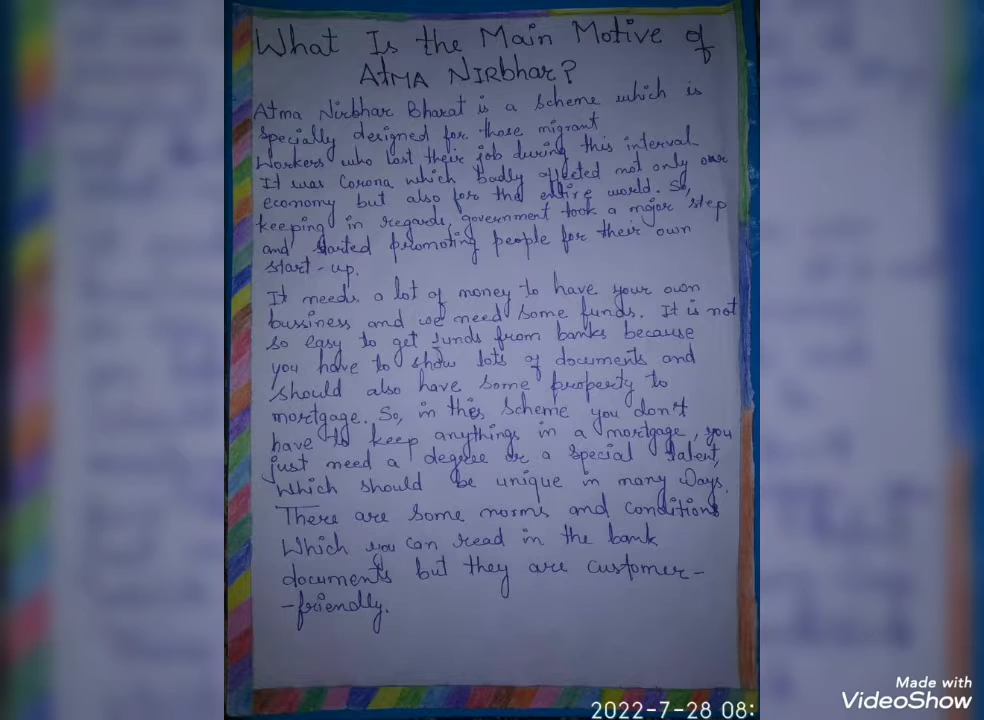 What Is the Main Motive of
AtMA NIRbhar?
Atma Nirbhar Bharat is a scheme which is
specially designed for those migrant
workers who lost their job during this interval.
It was Corona which badly affected not only our
economy but also for the entire world. So,
keeping in regards, government took a major step
and started promoting people for their own
start-up.
It needs a lot of money to have your own
bussiness and we need some funds. It is not
so easy to get funds from banks because
you have to show lots of documents and
should also have some property to
mortgage. So, in this scheme you don't
have to keep anythings in a mortgage, you
just need a degree or a special talent,
which should be unique in many ways.
There are some norms and conditions
Which you can read in the bank
documents but they are customer-
-friendly.
2022-7-28 08:
Made with
VideoShow